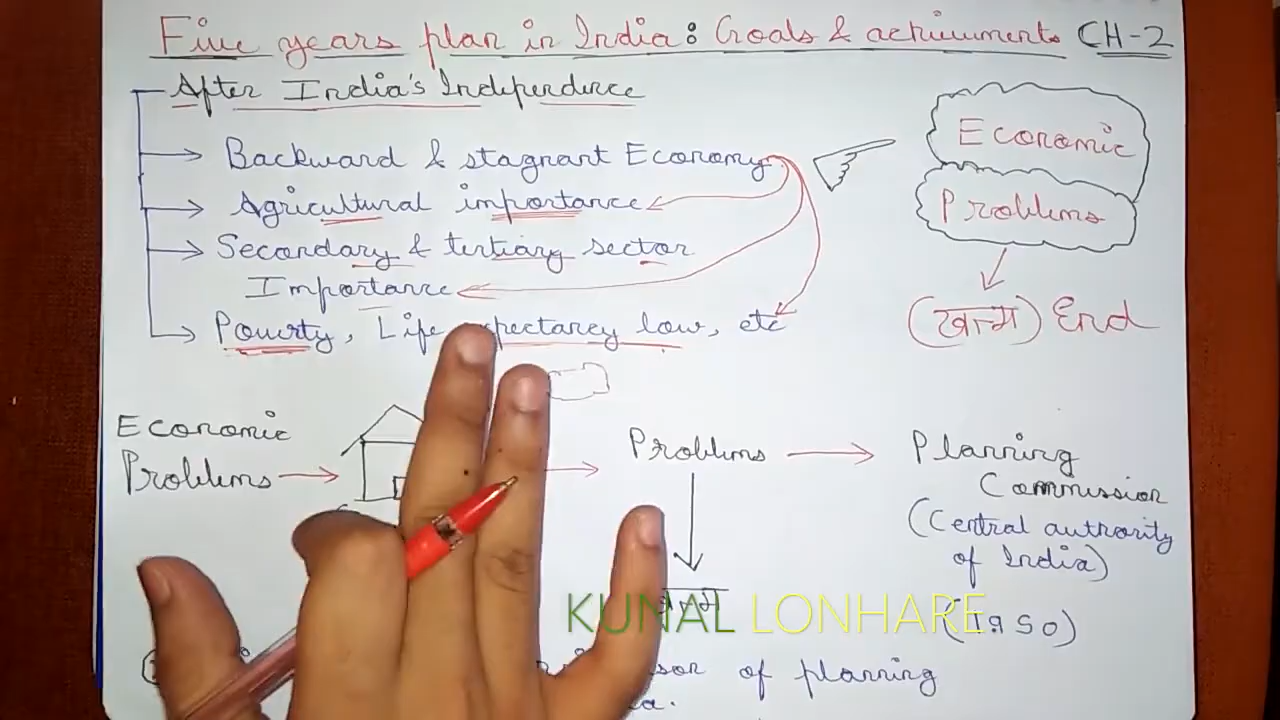 Five years plan in India: Goals & achievements CH-2
After India's Independence
Backward & stagnant Economy
Agricultural importance
Secondary & tertiary sector
Importance
Poverty, Life expectancy low, etc
Economic
Problems
(खत्म) End
Economic
Problems
Problems
Planning
Commission
(Central authority
of India)
(1950)
KUNAL LONHARE
of planning